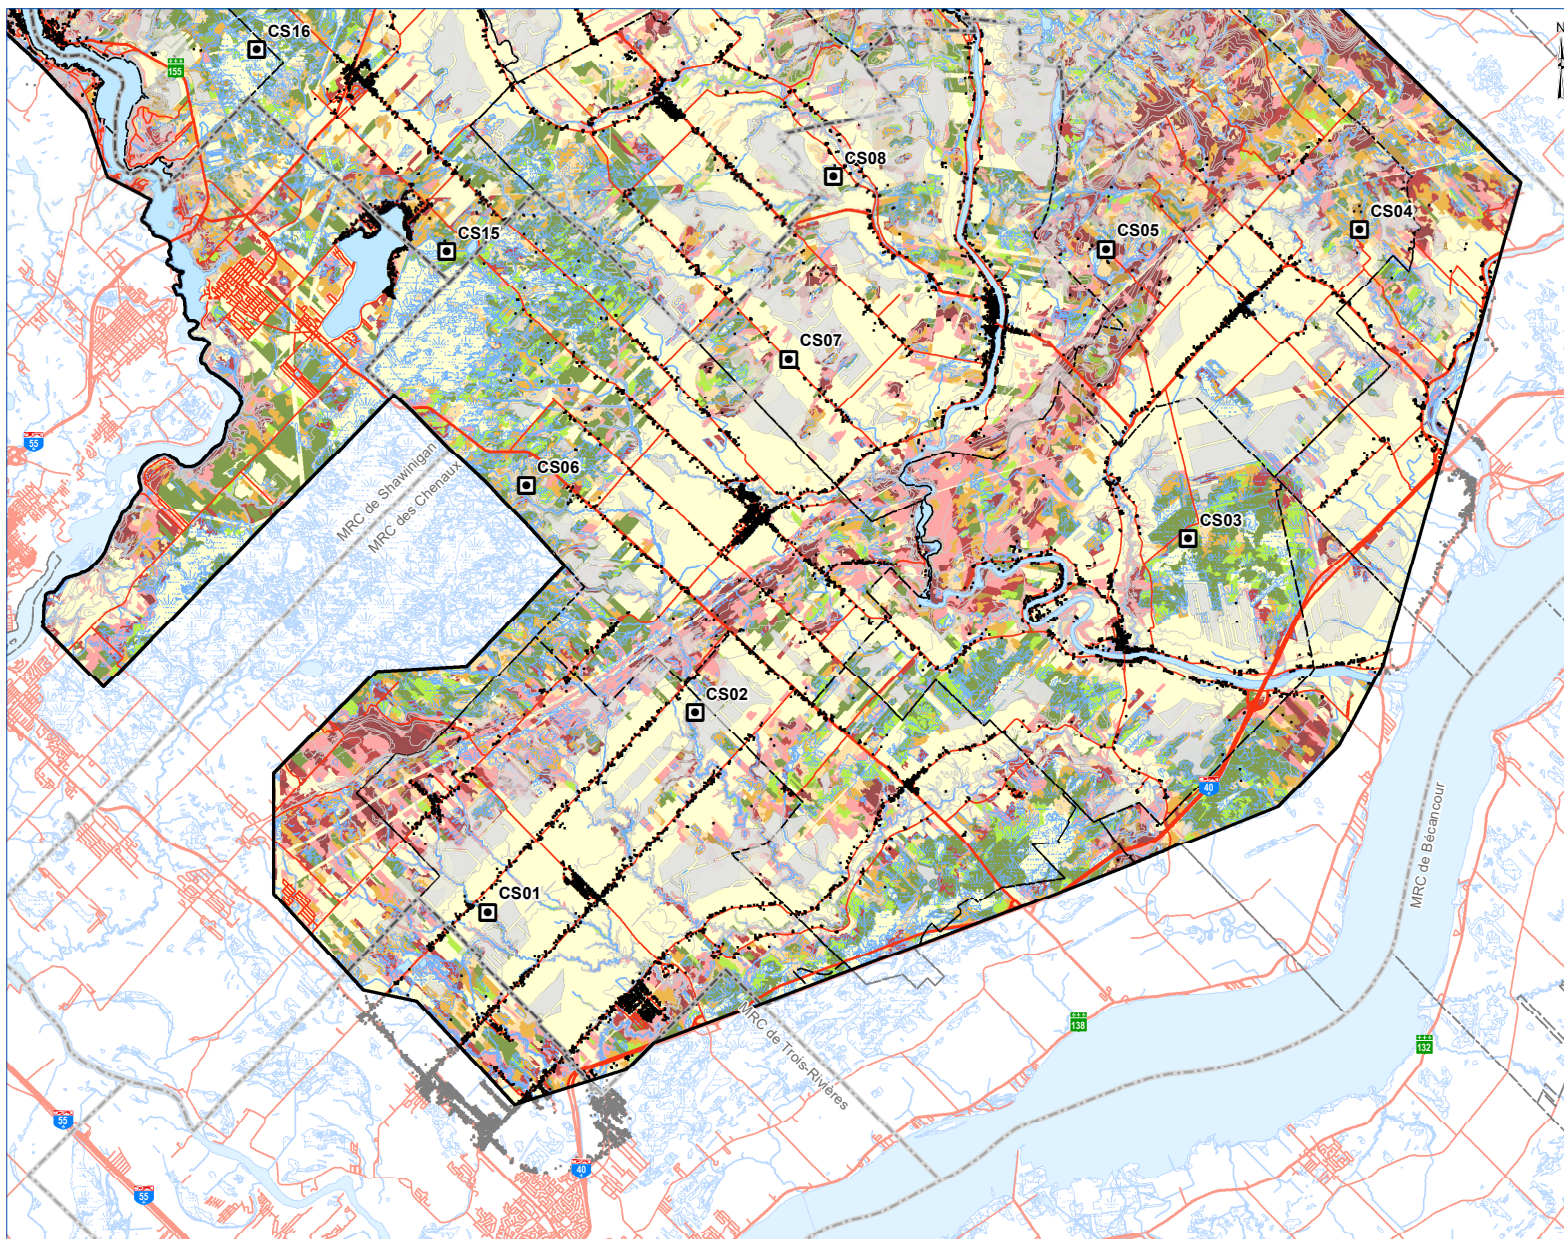 N
CS16
155
CS08
CS04
CS15
CS05
CS07
55
MRC de Shawinigan
MRC des Chenaux
CS06
CS03
CS02
40
MRC de Bécancour
CS01
MRC de Trois-Rivières
138
132
55
40
55